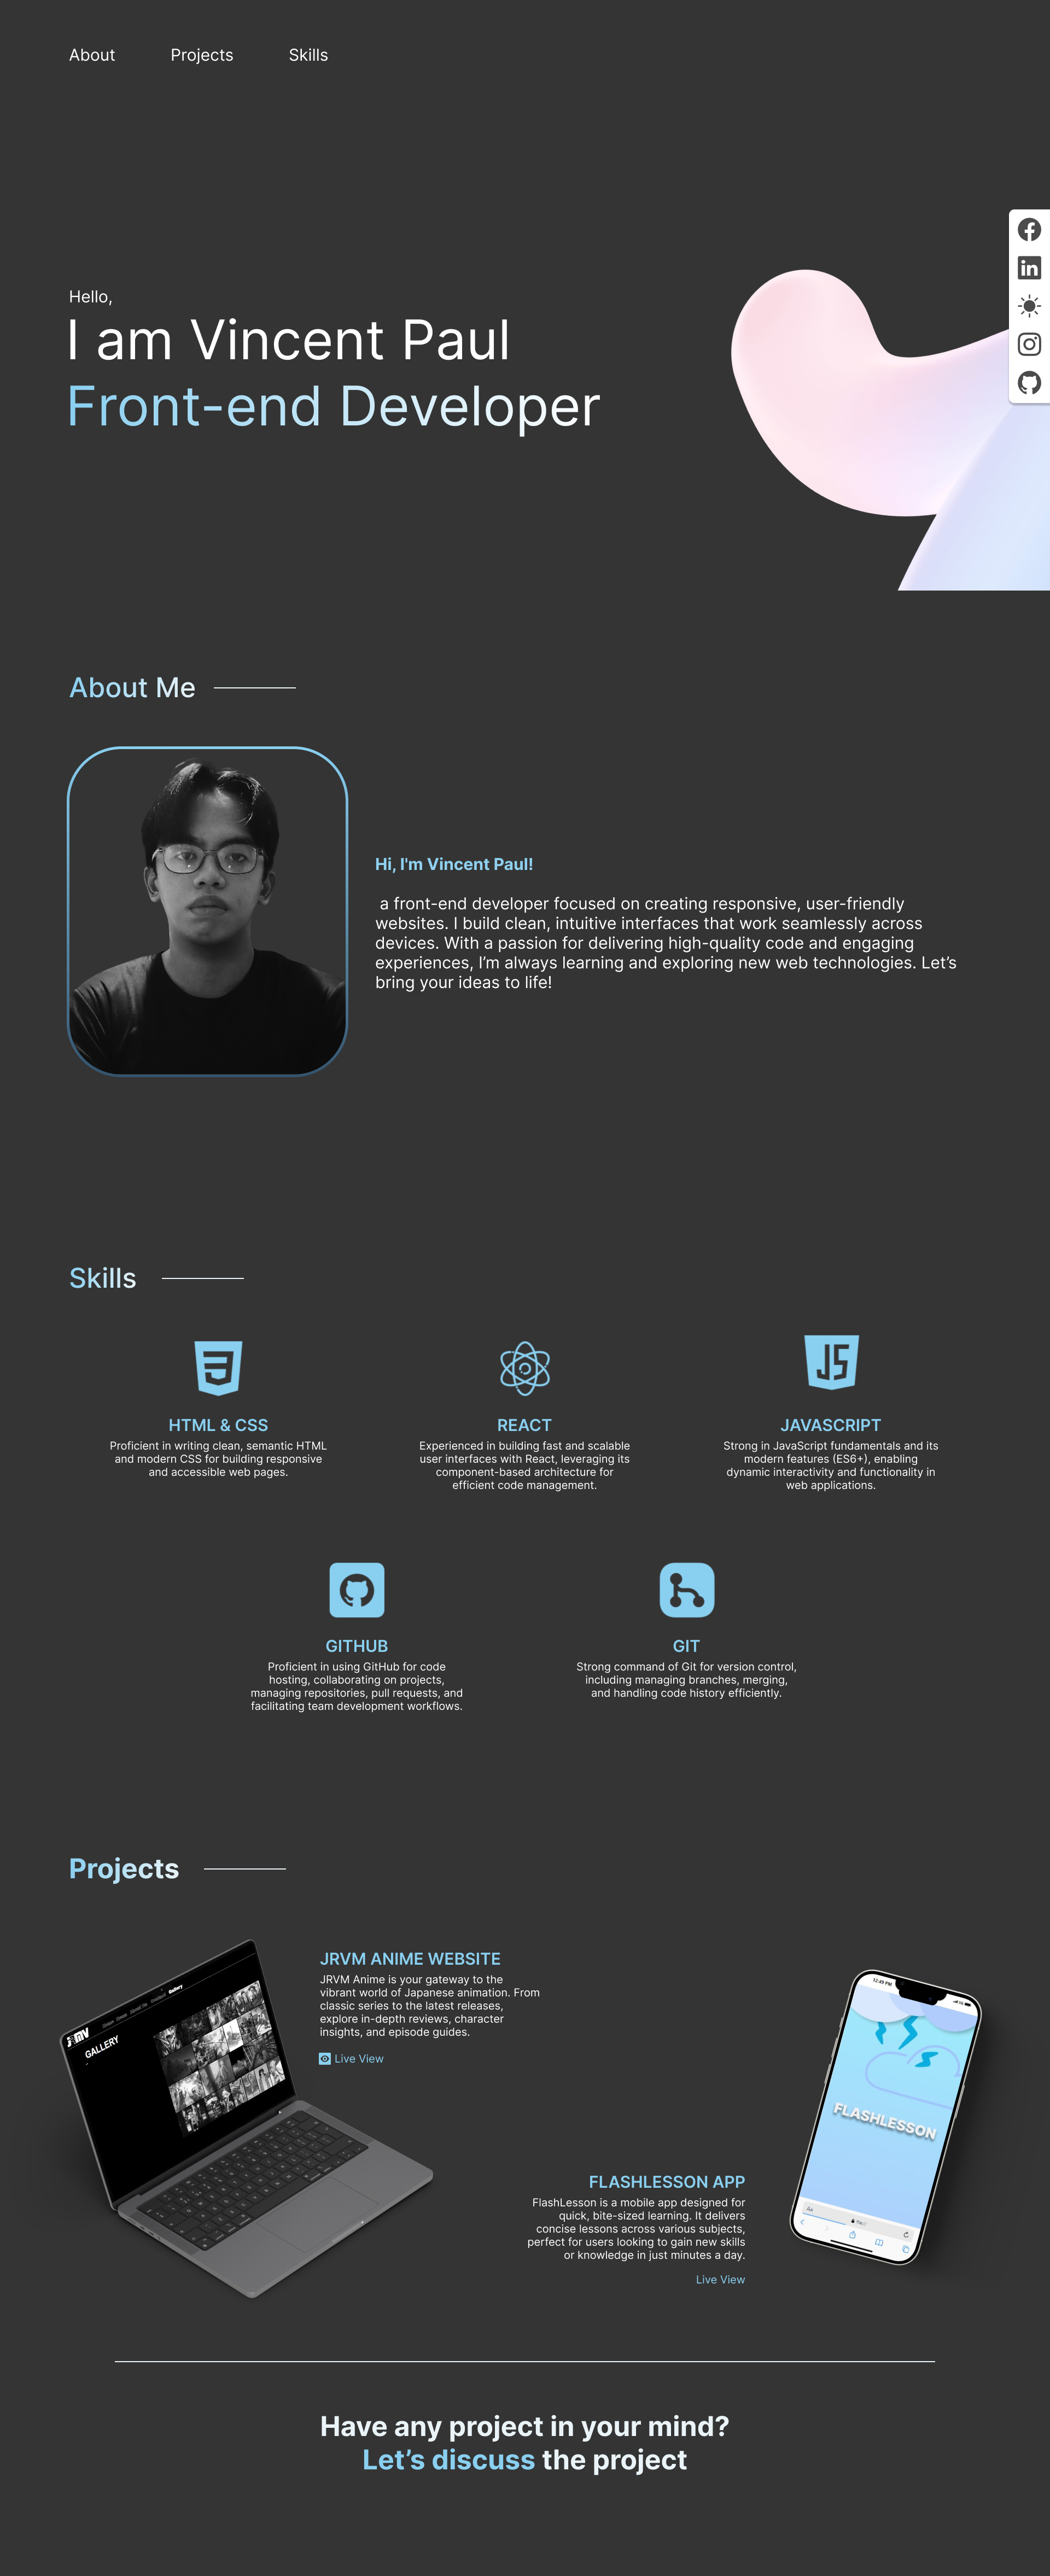 About Projects Skills
Hello,
I am Vincent Paul
Front-end Developer
in
About Me
Hi, I'm Vincent Paul!
a front-end developer focused on creating responsive, user-friendly
websites. I build clean, intuitive interfaces that work seamlessly across
devices. With a passion for delivering high-quality code and engaging
experiences, I’m always learning and exploring new web technologies. Let’s
bring your ideas to life!
Skills
JS
HTML & CSS
Proficient in writing clean, semantic HTML
and modern CSS for building responsive
and accessible web pages.
REACT
Experienced in building fast and scalable
user interfaces with React, leveraging its
component-based architecture for
efficient code management.
JAVASCRIPT
Strong in JavaScript fundamentals and its
modern features (ES6+), enabling
dynamic interactivity and functionality in
web applications.
GITHUB
Proficient in using GitHub for code
hosting, collaborating on projects,
managing repositories, pull requests, and
facilitating team development workflows.
GIT
Strong command of Git for version control,
including managing branches, merging,
and handling code history efficiently.
Projects
GALLERY
JRVM ANIME WEBSITE
JRVM Anime is your gateway to the
vibrant world of Japanese animation. From
classic series to the latest releases,
explore in-depth reviews, character
insights, and episode guides.
Live View
12:49 PM
FLASHLESSON
AA
FLASHLESSON APP
FlashLesson is a mobile app designed for
quick, bite-sized learning. It delivers
concise lessons across various subjects,
perfect for users looking to gain new skills
or knowledge in just minutes a day.
Live View
Have any project in your mind?
Let’s discuss the project